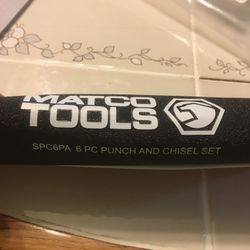 MATCO
TOOLS
SPC6PA 6 PC PUNCH AND CHISEL SET